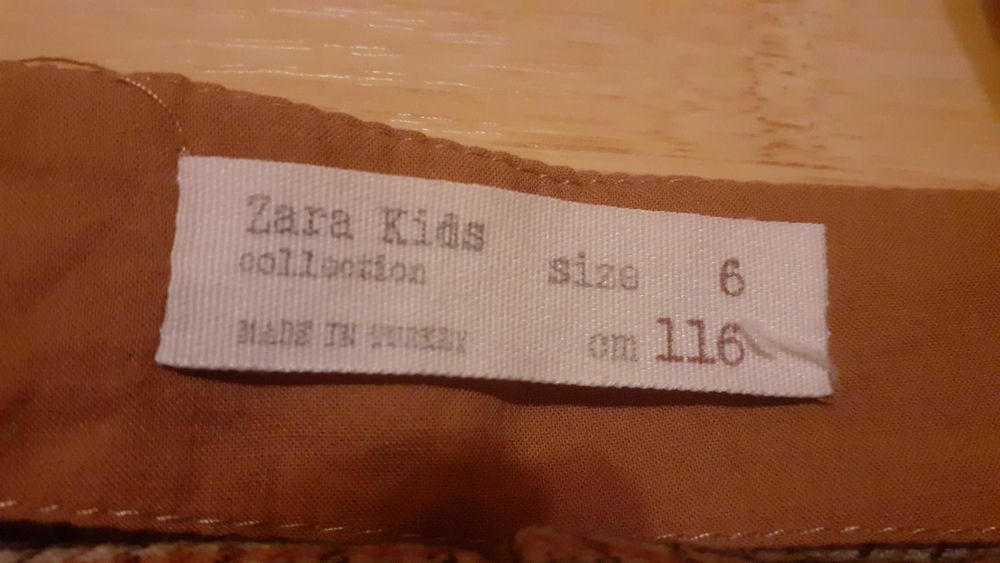 Zara Kids
collection size 6
MADE IN TURKEY cm 116